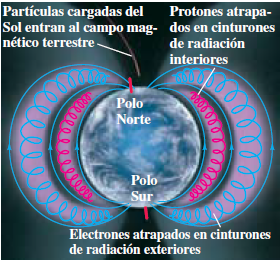 Partículas cargadas del
Sol entran al campo mag-
nético terrestre
Protones atrapa-
dos en cinturones
de radiación
interiores
Polo
Norte
Polo
Sur
Electrones atrapados en cinturones
de radiación exteriores